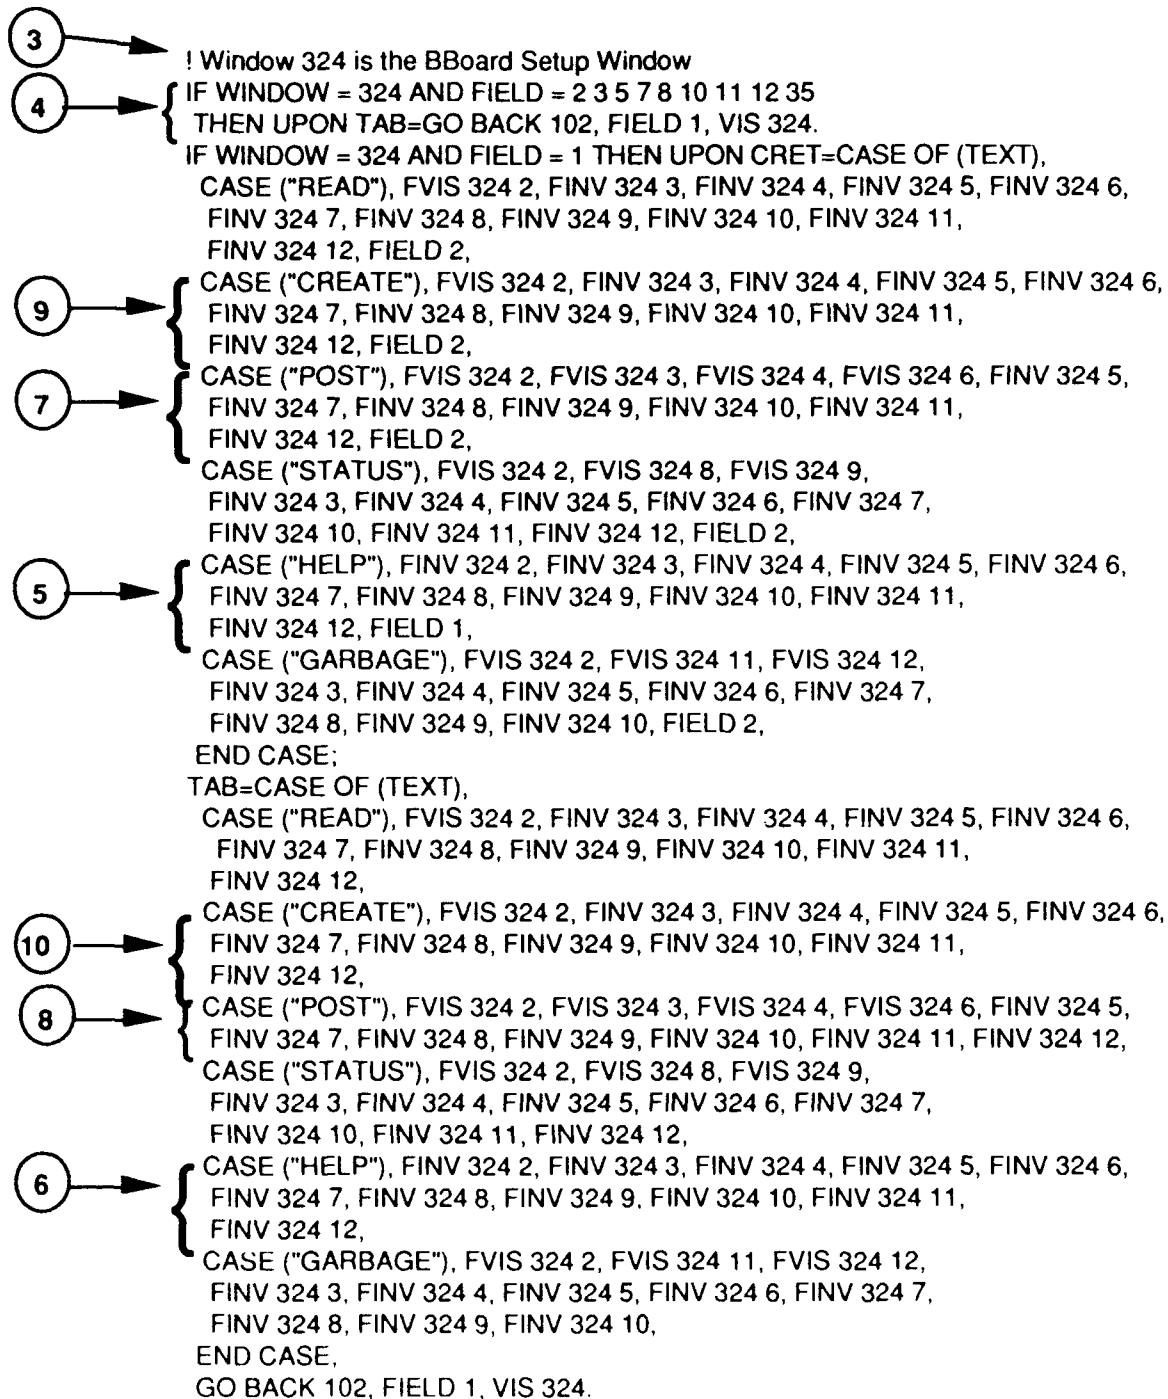 3
! Window 324 is the BBoard Setup Window
4
IF WINDOW = 324 AND FIELD = 2 3 5 7 8 10 11 12 35
THEN UPON TAB=GO BACK 102, FIELD 1, VIS 324.
IF WINDOW = 324 AND FIELD = 1 THEN UPON CRET=CASE OF (TEXT),
CASE ("READ"), FVIS 324 2, FINV 324 3, FINV 324 4, FINV 324 5, FINV 324 6,
FINV 324 7, FINV 324 8, FINV 324 9, FINV 324 10, FINV 324 11,
FINV 324 12, FIELD 2,
9
CASE ("CREATE"), FVIS 324 2, FINV 324 3, FINV 324 4, FINV 324 5, FINV 324 6,
FINV 324 7, FINV 324 8, FINV 324 9, FINV 324 10, FINV 324 11,
FINV 324 12, FIELD 2,
7
CASE ("POST"), FVIS 324 2, FVIS 324 3, FVIS 324 4, FVIS 324 6, FINV 324 5,
FINV 324 7, FINV 324 8, FINV 324 9, FINV 324 10, FINV 324 11,
FINV 324 12, FIELD 2,
CASE ("STATUS"), FVIS 324 2, FVIS 324 8, FVIS 324 9,
FINV 324 3, FINV 324 4, FINV 324 5, FINV 324 6, FINV 324 7,
FINV 324 10, FINV 324 11, FINV 324 12, FIELD 2,
5
CASE ("HELP"), FINV 324 2, FINV 324 3, FINV 324 4, FINV 324 5, FINV 324 6,
FINV 324 7, FINV 324 8, FINV 324 9, FINV 324 10, FINV 324 11,
FINV 324 12, FIELD 1,
CASE ("GARBAGE"), FVIS 324 2, FVIS 324 11, FVIS 324 12,
FINV 324 3, FINV 324 4, FINV 324 5, FINV 324 6, FINV 324 7,
FINV 324 8, FINV 324 9, FINV 324 10, FIELD 2,
END CASE;
TAB=CASE OF (TEXT),
CASE ("READ"), FVIS 324 2, FINV 324 3, FINV 324 4, FINV 324 5, FINV 324 6,
FINV 324 7, FINV 324 8, FINV 324 9, FINV 324 10, FINV 324 11,
FINV 324 12,
10
CASE ("CREATE"), FVIS 324 2, FINV 324 3, FINV 324 4, FINV 324 5, FINV 324 6,
FINV 324 7, FINV 324 8, FINV 324 9, FINV 324 10, FINV 324 11,
FINV 324 12,
8
CASE ("POST"), FVIS 324 2, FVIS 324 3, FVIS 324 4, FVIS 324 6, FINV 324 5,
FINV 324 7, FINV 324 8, FINV 324 9, FINV 324 10, FINV 324 11, FINV 324 12,
CASE ("STATUS"), FVIS 324 2, FVIS 324 8, FVIS 324 9,
FINV 324 3, FINV 324 4, FINV 324 5, FINV 324 6, FINV 324 7,
FINV 324 10, FINV 324 11, FINV 324 12,
6
CASE ("HELP"), FINV 324 2, FINV 324 3, FINV 324 4, FINV 324 5, FINV 324 6,
FINV 324 7, FINV 324 8, FINV 324 9, FINV 324 10, FINV 324 11,
FINV 324 12,
CASE ("GARBAGE"), FVIS 324 2, FVIS 324 11, FVIS 324 12,
FINV 324 3, FINV 324 4, FINV 324 5, FINV 324 6, FINV 324 7,
FINV 324 8, FINV 324 9, FINV 324 10,
END CASE,
GO BACK 102, FIELD 1, VIS 324.